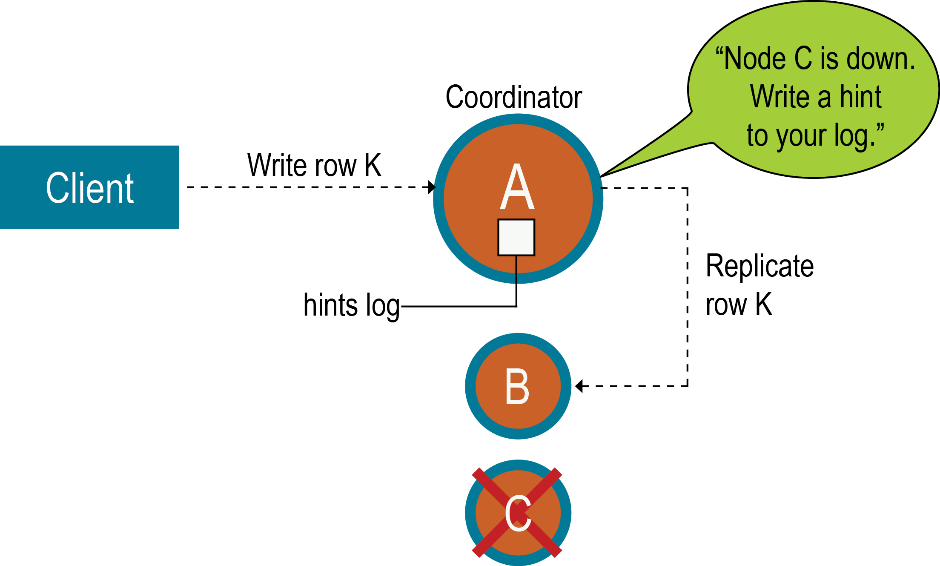 “Node C is down.
Write a hint
to your log.”
Coordinator
Client
Write row K
A
hints log
Replicate
row K
B
C